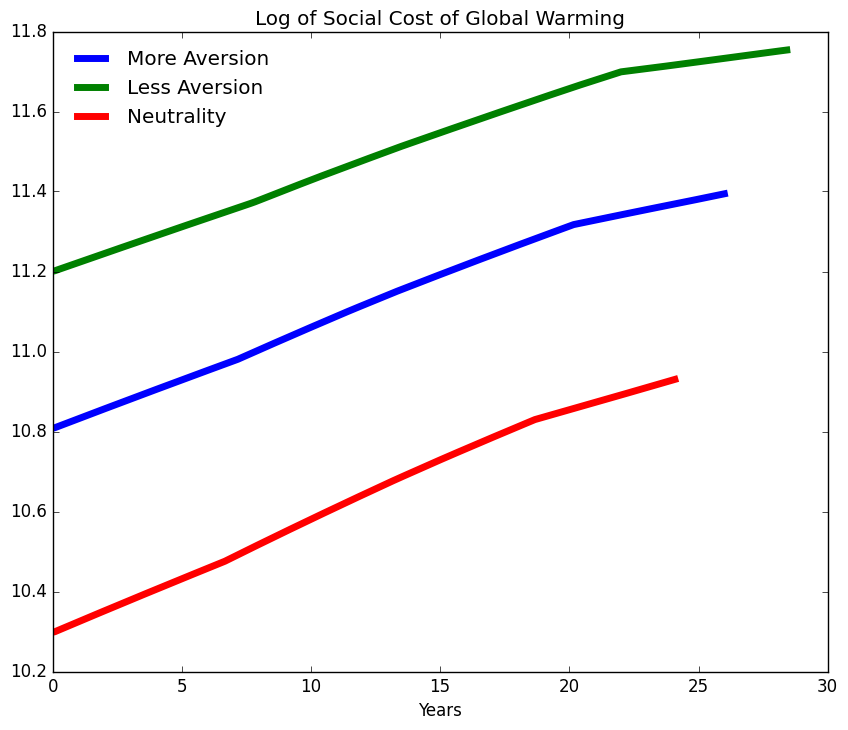 Log of Social Cost of Global Warming
More Aversion
Less Aversion
Neutrality
11.8
11.6
11.4
11.2
11.0
10.8
10.6
10.4
10.2
0 5 10 15 20 25 30
Years